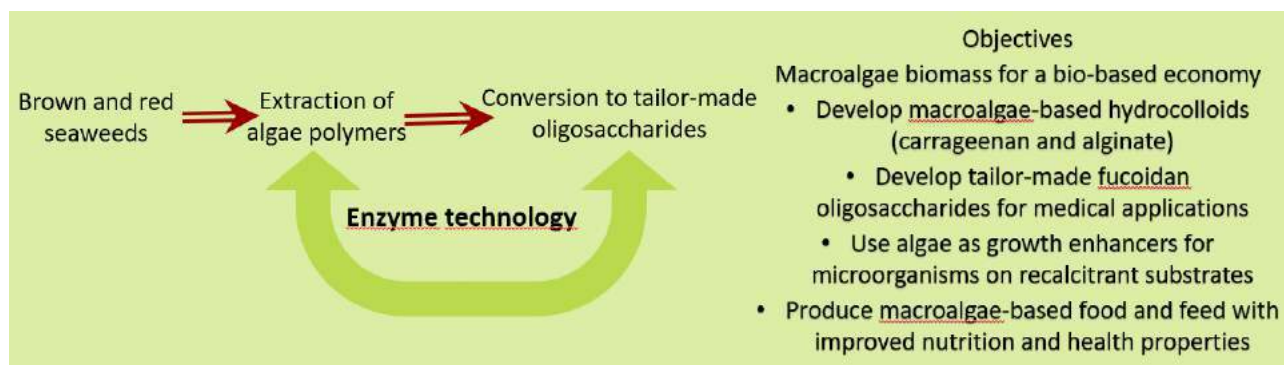 Brown and red
seaweeds
Extraction of
algae polymers
Conversion to tailor-made
oligosaccharides
Enzyme technology
Objectives
Macroalgae biomass for a bio-based economy
• Develop macroalgae-based hydrocolloids
(carrageenan and alginate)
• Develop tailor-made fucoidan
oligosaccharides for medical applications
• Use algae as growth enhancers for
microorganisms on recalcitrant substrates
• Produce macroalgae-based food and feed with
improved nutrition and health properties